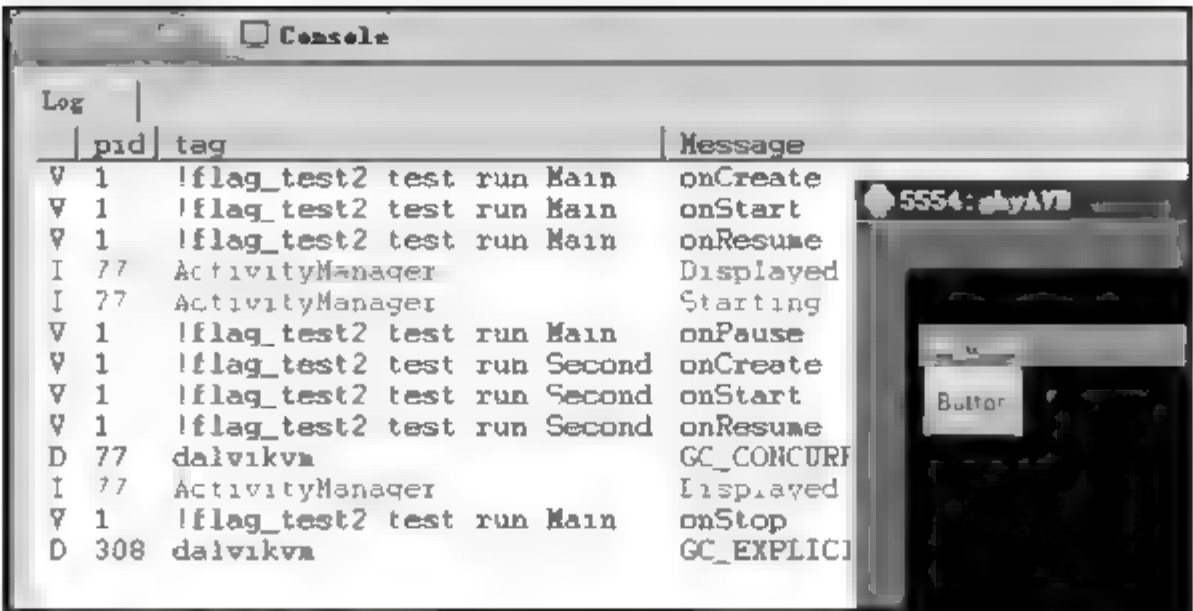 Console
Log
pid tag Message
V 1 !flag_test2 test run Main onCreate
V 1 !flag_test2 test run Main onStart
V 1 !flag_test2 test run Main onResume
I 77 ActivityManager Displayed
I 77 ActivityManager Starting
V 1 !flag_test2 test run Main onPause
V 1 !flag_test2 test run Second onCreate
V 1 !flag_test2 test run Second onStart
V 1 !flag_test2 test run Second onResume
D 77 dalvikvm GC_CONCURR
I 77 ActivityManager Displayed
V 1 !flag_test2 test run Main onStop
D 308 dalvikvm GC_EXPLICI
5554:
Button